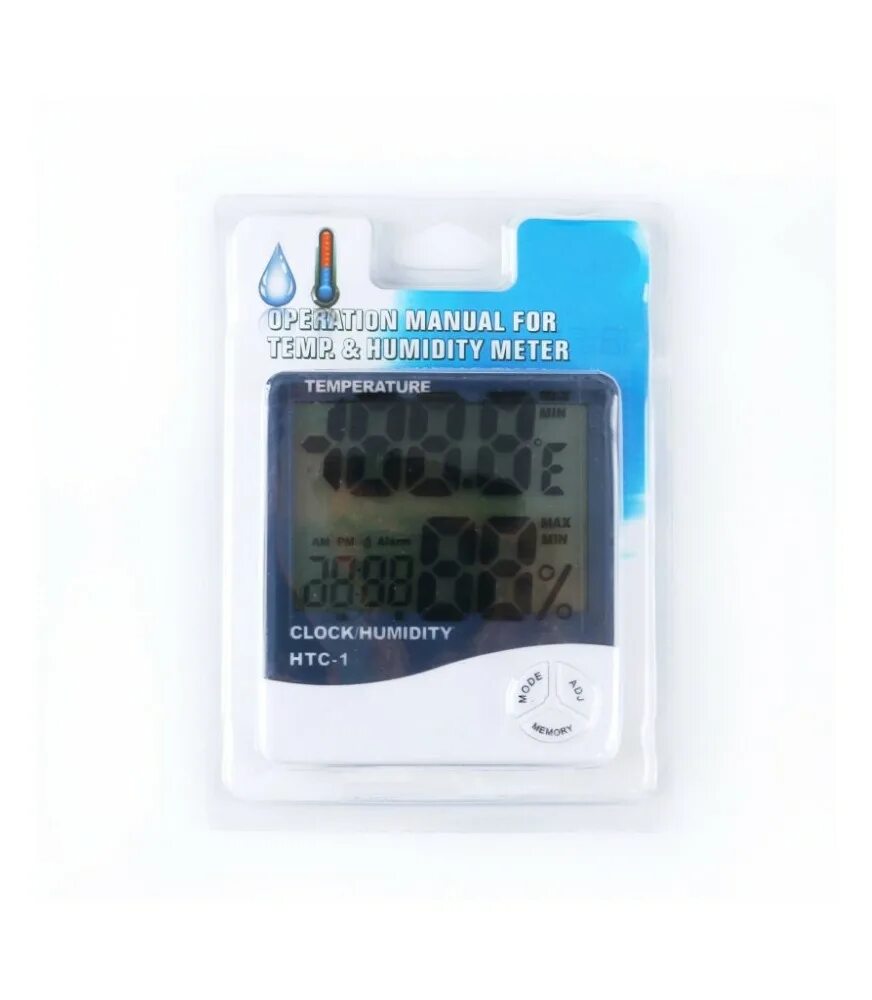 OPERATION MANUAL FOR
TEMP. & HUMIDITY METER
TEMPERATURE
MAX
MIN
°E
MAX
MIN
AM PM Alarm
%
CLOCK/HUMIDITY
HTC-1
MODE
ADJ
MEMORY